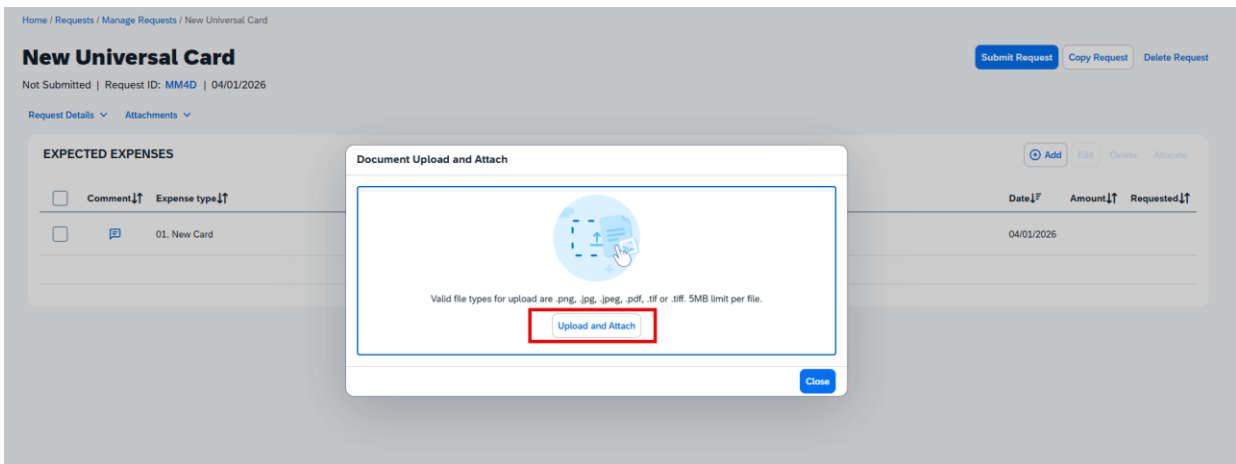 Home / Requests / Manage Requests / New Universal Card
New Universal Card
Submit Request Copy Request Delete Request
Not Submitted | Request ID: MM4D | 04/01/2026
Request Details Attachments
EXPECTED EXPENSES
Add Edit Delete Allocate
Comment Expense type Date Amount Requested
01. New Card 04/01/2026
Document Upload and Attach
Valid file types for upload are .png, .jpg, .jpeg, .pdf, .tif or .tiff. 5MB limit per file.
Upload and Attach
Close